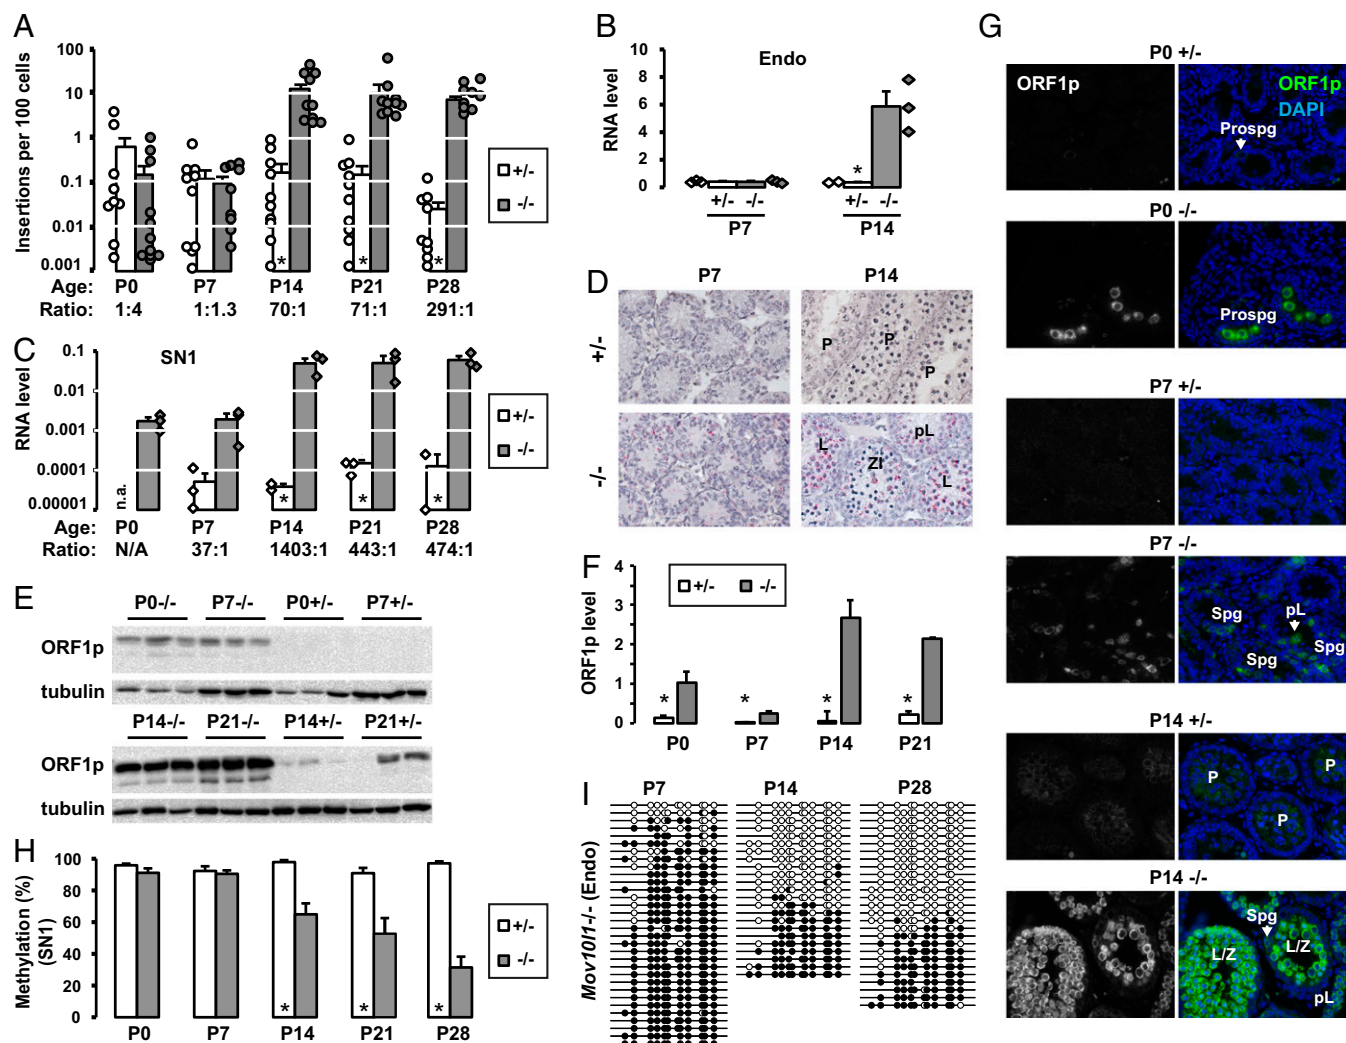 A
Insertions per 100 cells
100
10
1
0.1
0.01
0.001
* * *
Age: P0 P7 P14 P21 P28
Ratio: 1:4 1:1.3 70:1 71:1 291:1
+/-
-/-
B
Endo
RNA level
10
8
6
4
2
0
*
+/- -/- +/- -/-
P7 P14
C
SN1
RNA level
0.1
0.01
0.001
0.0001
0.00001
n.a.
* * *
Age: P0 P7 P14 P21 P28
Ratio: N/A 37:1 1403:1 443:1 474:1
+/-
-/-
D
P7 P14
+/-
P P P
-/-
L Zl pL L
E
P0-/- P7-/- P0+/- P7+/-
ORF1p
tubulin
P14-/- P21-/- P14+/- P21+/-
ORF1p
tubulin
F
ORF1p level
4
3
2
1
0
+/- -/-
* * * *
P0 P7 P14 P21
G
P0 +/-
ORF1p
ORF1p
DAPI
Prospg
P0 -/-
Prospg
P7 +/-
P7 -/-
Spg pL Spg Spg
P14 +/-
P P P
P14 -/-
Spg
L/Z L/Z
pL
H
Methylation (%)
(SN1)
100
80
60
40
20
0
* * *
P0 P7 P14 P21 P28
+/-
-/-
I
P7 P14 P28
Mov10l1-/- (Endo)